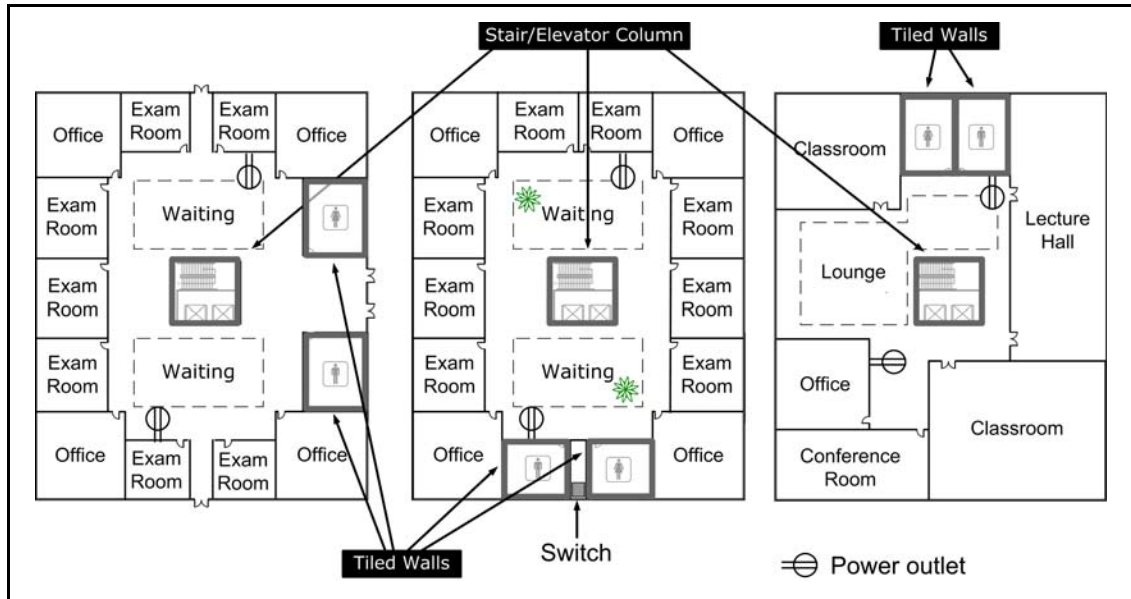 Stair/Elevator Column
Tiled Walls
Office
Exam
Room
Exam
Room
Office
Exam
Room
Waiting
Exam
Room
Exam
Room
Waiting
Office
Exam
Room
Exam
Room
Office
Office
Exam
Room
Exam
Room
Office
Exam
Room
Waiting
Exam
Room
Exam
Room
Exam
Room
Exam
Room
Waiting
Exam
Room
Office
Office
Classroom
Lecture
Hall
Lounge
Office
Classroom
Conference
Room
Tiled Walls
Switch
Power outlet